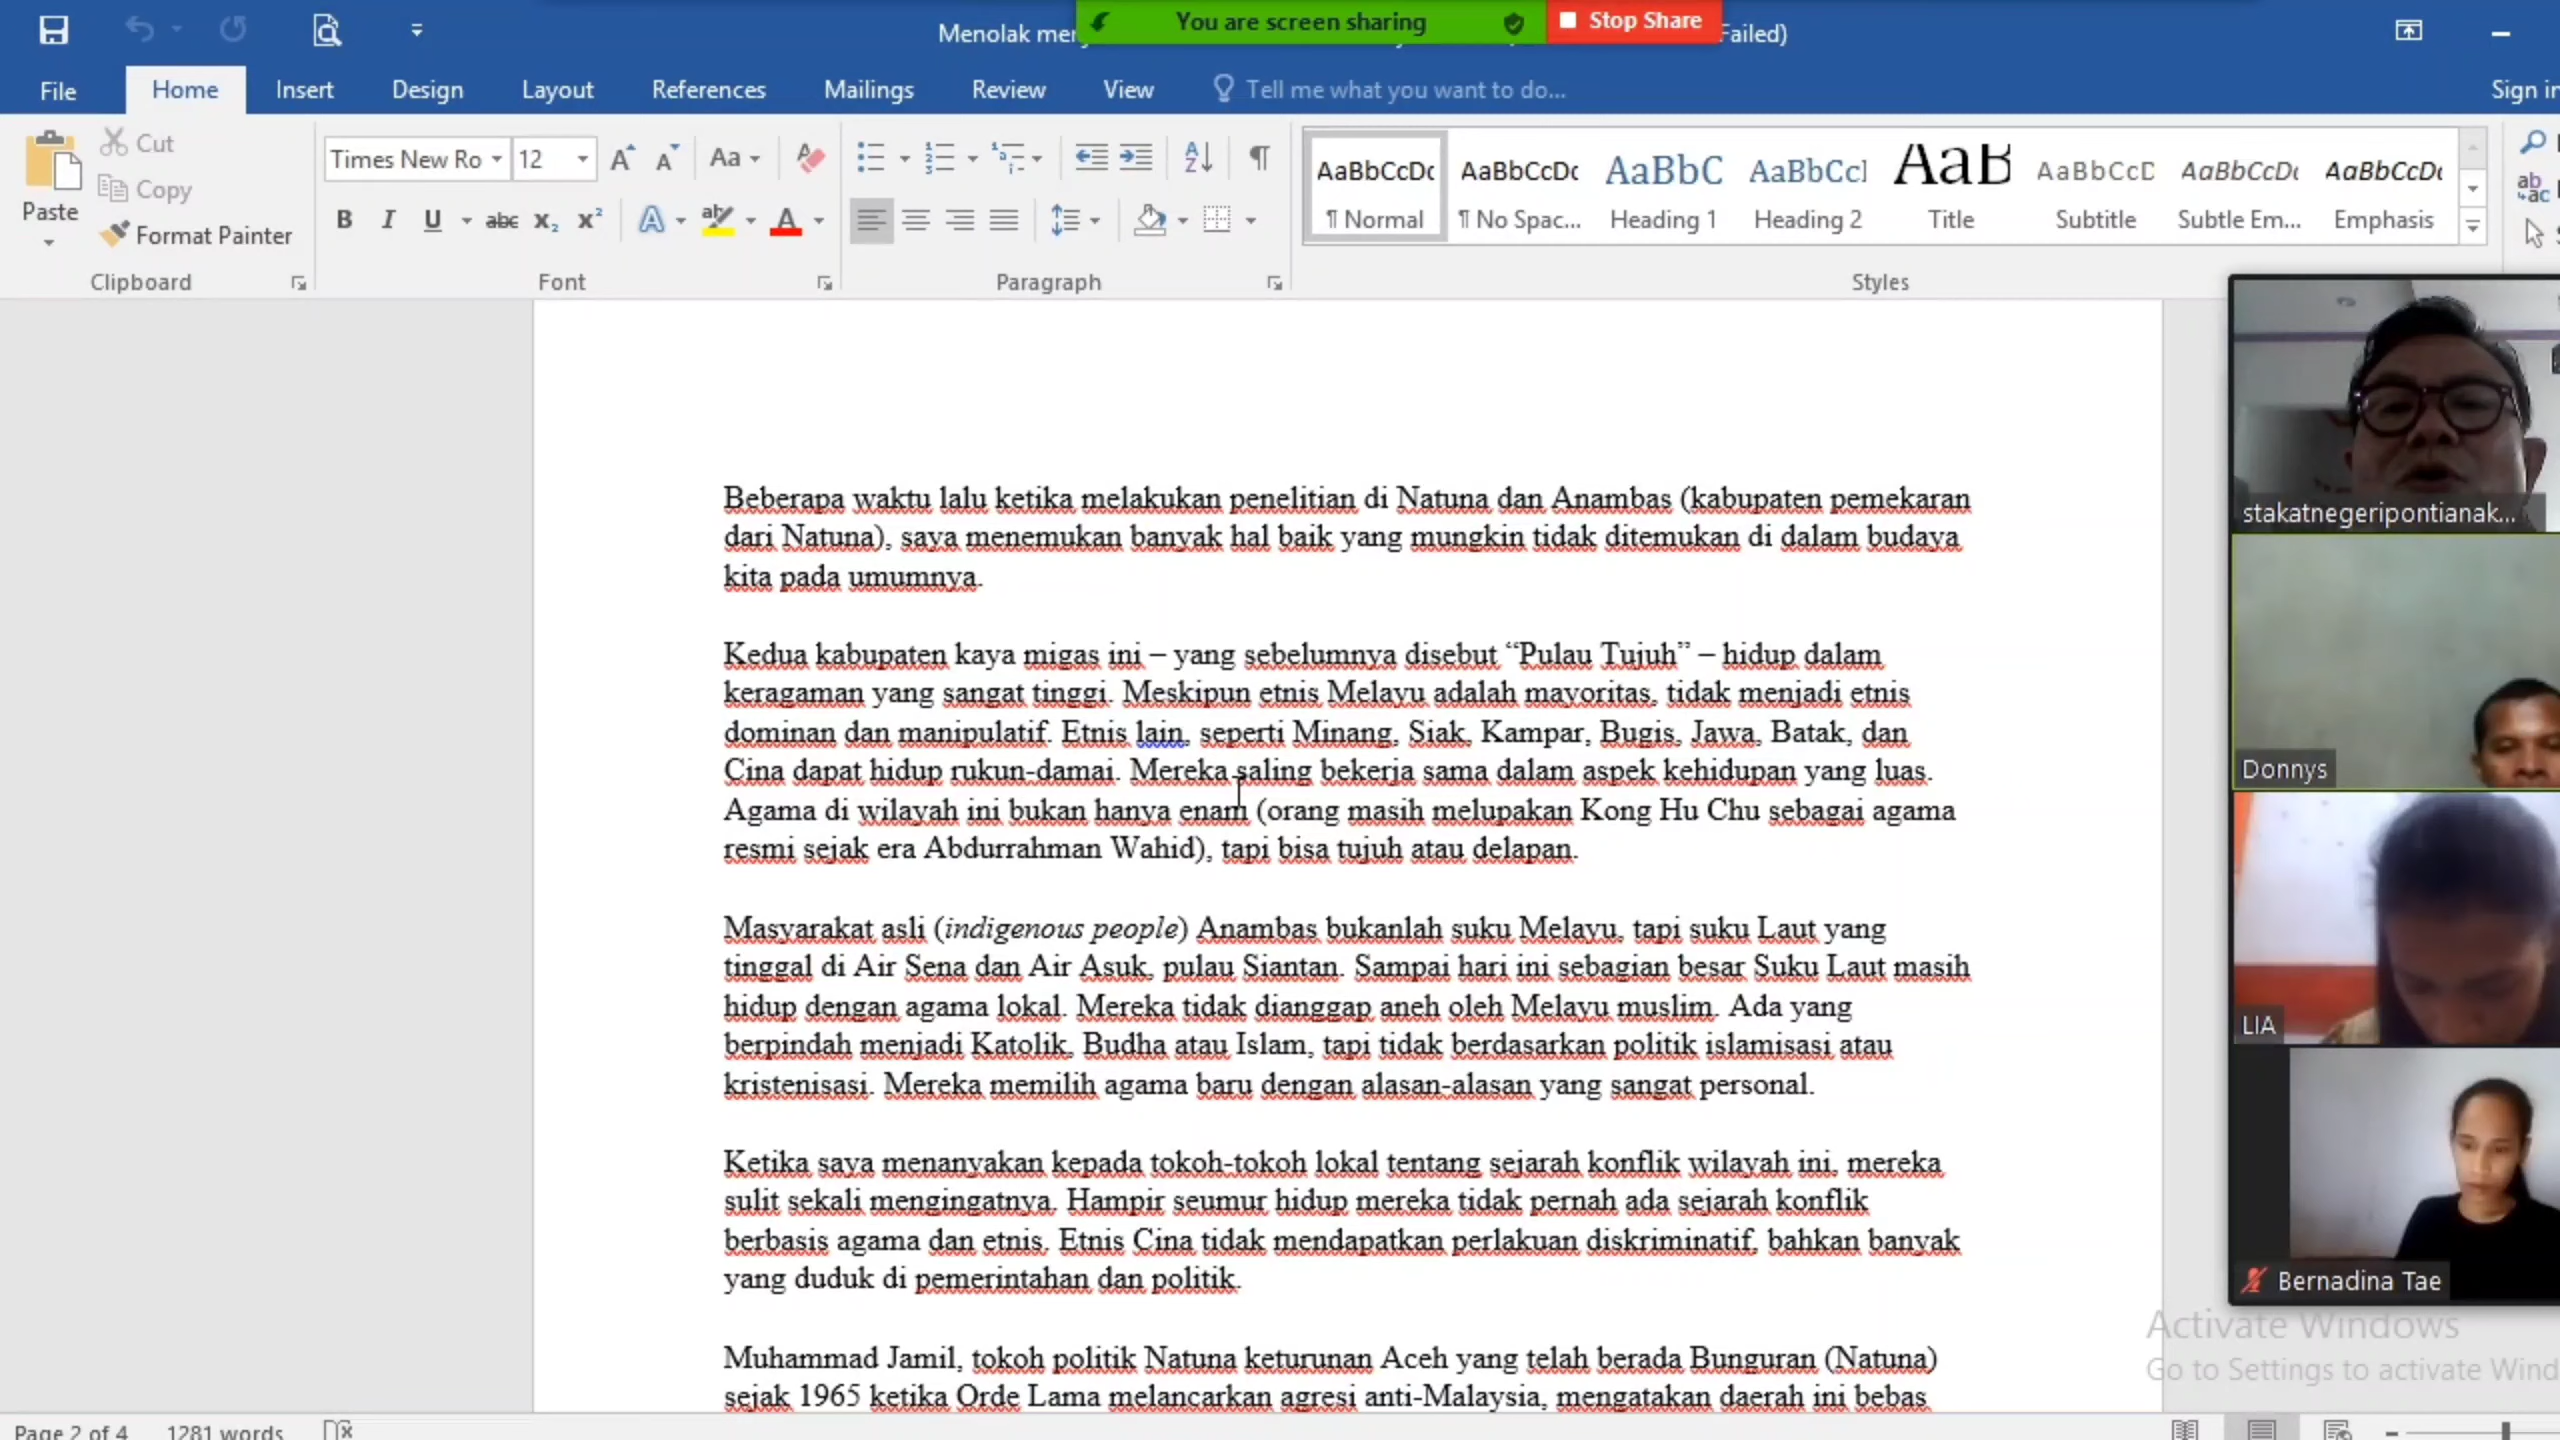 Menolak me
You are screen sharing
Stop Share
Failed)
File
Home
Insert
Design
Layout
References
Mailings
Review
View
Tell me what you want to do...
Sign in
Paste
Cut
Copy
Format Painter
Clipboard
Times New Ro
12
Font
Paragraph
AaBbCcDc
¶ Normal
AaBbCcDc
¶ No Spac...
AaBbC
Heading 1
AaBbCcI
Heading 2
AaB
Title
AaBbCcD
Subtitle
AaBbCcDc
Subtle Em...
AaBbCcDc
Emphasis
Styles
Beberapa waktu lalu ketika melakukan penelitian di Natuna dan Anambas (kabupaten pemekaran
dari Natuna), saya menemukan banyak hal baik yang mungkin tidak ditemukan di dalam budaya
kita pada umumnya.
Kedua kabupaten kaya migas ini – yang sebelumnya disebut “Pulau Tujuh” – hidup dalam
keragaman yang sangat tinggi. Meskipun etnis Melayu adalah mayoritas, tidak menjadi etnis
dominan dan manipulatif. Etnis lain, seperti Minang, Siak, Kampar, Bugis, Jawa, Batak, dan
Cina dapat hidup rukun-damai. Mereka saling bekerja sama dalam aspek kehidupan yang luas.
Agama di wilayah ini bukan hanya enam (orang masih melupakan Kong Hu Chu sebagai agama
resmi sejak era Abdurrahman Wahid), tapi bisa tujuh atau delapan.
Masyarakat asli (indigenous people) Anambas bukanlah suku Melayu, tapi suku Laut yang
tinggal di Air Sena dan Air Asuk, pulau Siantan. Sampai hari ini sebagian besar Suku Laut masih
hidup dengan agama lokal. Mereka tidak dianggap aneh oleh Melayu muslim. Ada yang
berpindah menjadi Katolik, Budha atau Islam, tapi tidak berdasarkan politik islamisasi atau
kristenisasi. Mereka memilih agama baru dengan alasan-alasan yang sangat personal.
Ketika saya menanyakan kepada tokoh-tokoh lokal tentang sejarah konflik wilayah ini, mereka
sulit sekali mengingatnya. Hampir seumur hidup mereka tidak pernah ada sejarah konflik
berbasis agama dan etnis. Etnis Cina tidak mendapatkan perlakuan diskriminatif, bahkan banyak
yang duduk di pemerintahan dan politik.
Muhammad Jamil, tokoh politik Natuna keturunan Aceh yang telah berada Bunguran (Natuna)
sejak 1965 ketika Orde Lama melancarkan agresi anti-Malaysia, mengatakan daerah ini bebas
stakatnegeripontianak...
Donnys
LIA
Bernadina Tae
Activate Windows
Go to Settings to activate Wind
Page 2 of 4
1281 words